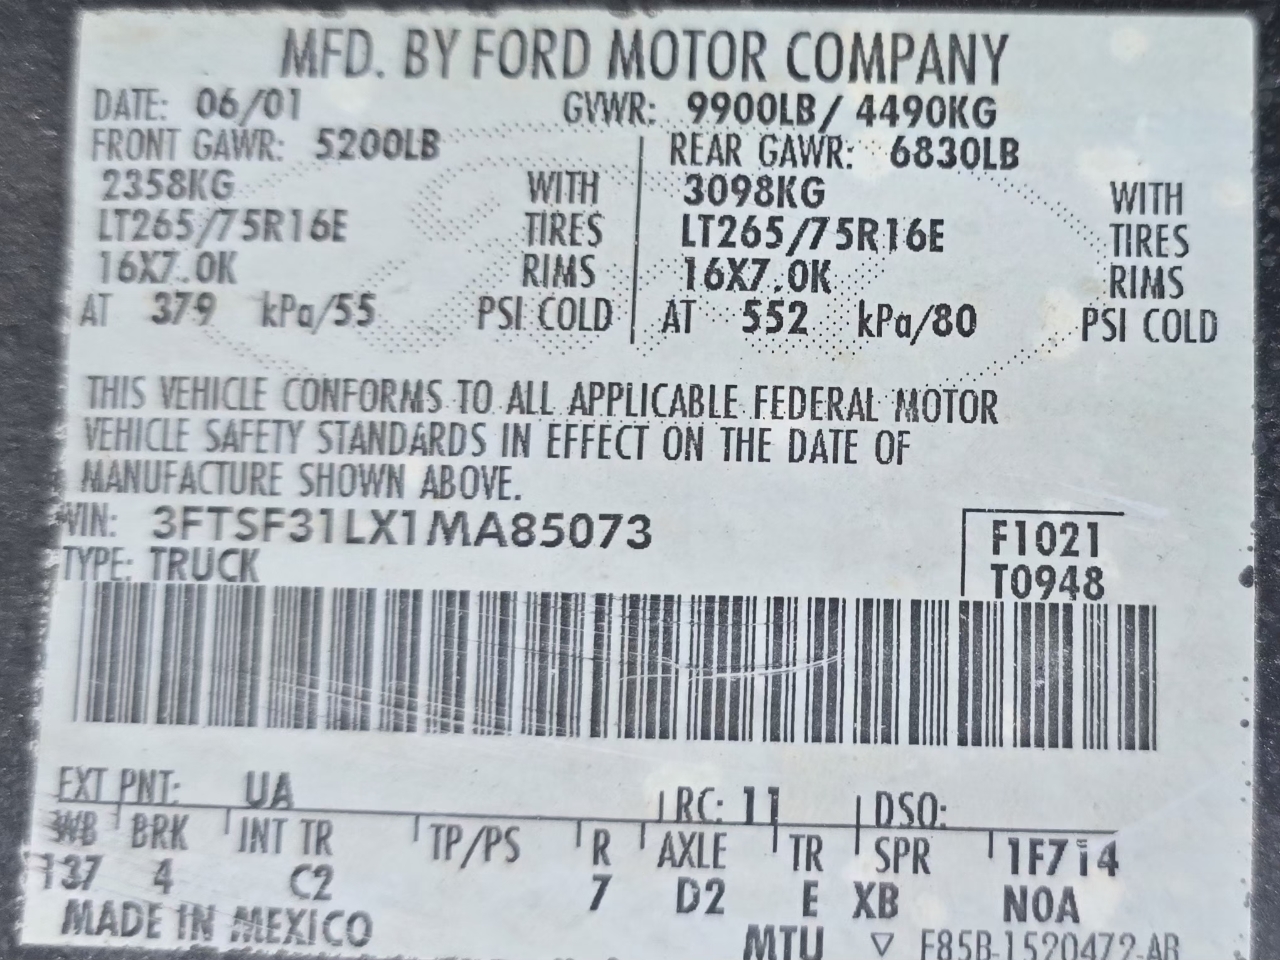 MFD. BY FORD MOTOR COMPANY
DATE: 06/01 GVWR: 9900LB/ 4490KG
FRONT GAWR: 5200LB REAR GAWR: 6830LB
2358KG WITH 3098KG WITH
LT265/75R16E TIRES LT265/75R16E TIRES
16X7.0K RIMS 16X7.0K RIMS
AT 379 kPa/55 PSI COLD AT 552 kPa/80 PSI COLD
THIS VEHICLE CONFORMS TO ALL APPLICABLE FEDERAL MOTOR
VEHICLE SAFETY STANDARDS IN EFFECT ON THE DATE OF
MANUFACTURE SHOWN ABOVE.
VIN: 3FTSF31LX1MA85073 F1021
TYPE: TRUCK T0948
EXT PNT: UA RC: 11 DSO:
WB BRK INT TR TP/PS R AXLE TR SPR 1F714
137 4 C2 7 D2 E XB N0A
MADE IN MEXICO
MTU ▽ F85B-1520472-AB